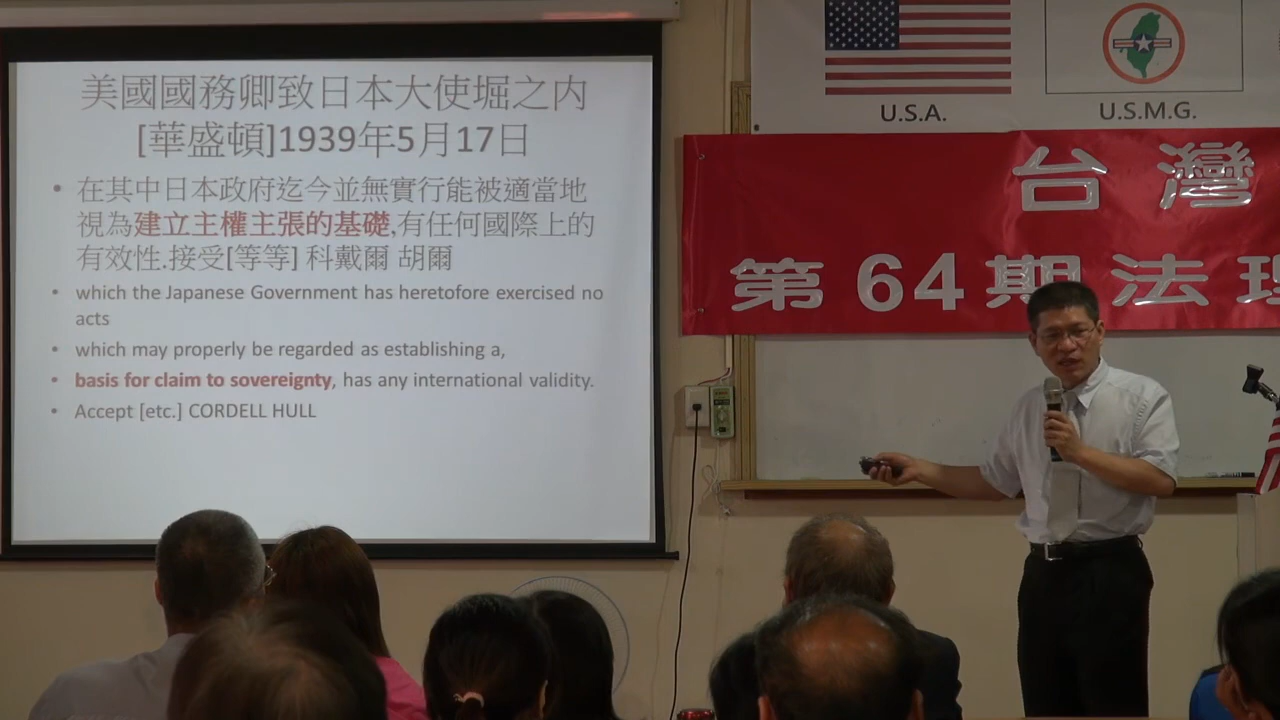 美國國務卿致日本大使堀之内
[華盛頓]1939年5月17日
• 在其中日本政府迄今並無實行能被適當地
視為建立主權主張的基礎,有任何國際上的
有效性.接受[等等] 科戴爾 胡爾
• which the Japanese Government has heretofore exercised no
acts
• which may properly be regarded as establishing a,
• basis for claim to sovereignty, has any international validity.
• Accept [etc.] CORDELL HULL
U.S.A.
U.S.M.G.
台灣
第64期法理